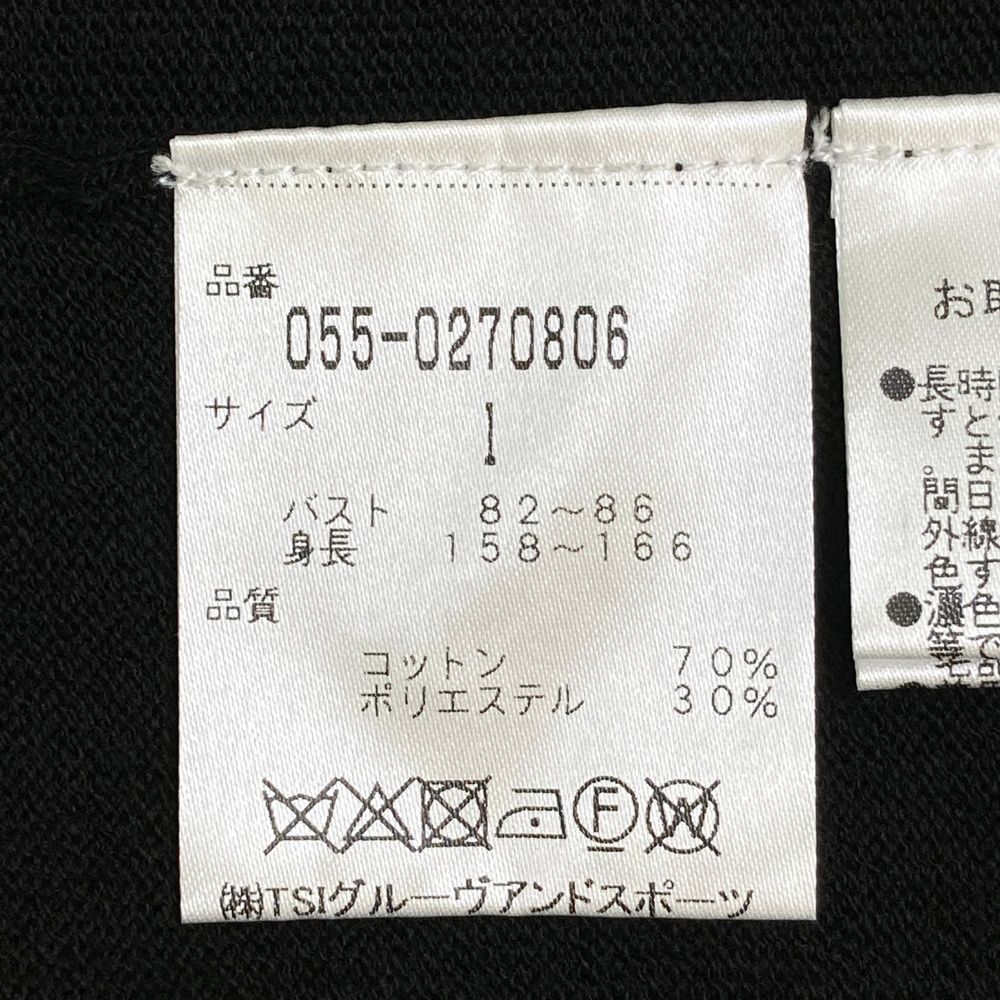 品番
055-0270806
サイズ 1
バスト 82〜86
身長 158〜166
品質
コットン 70%
ポリエステル 30%
F W
㈱TSIグルーヴアンドスポーツ
お取
●長時
すと
ま
。日
間線
外す
色色
●
で